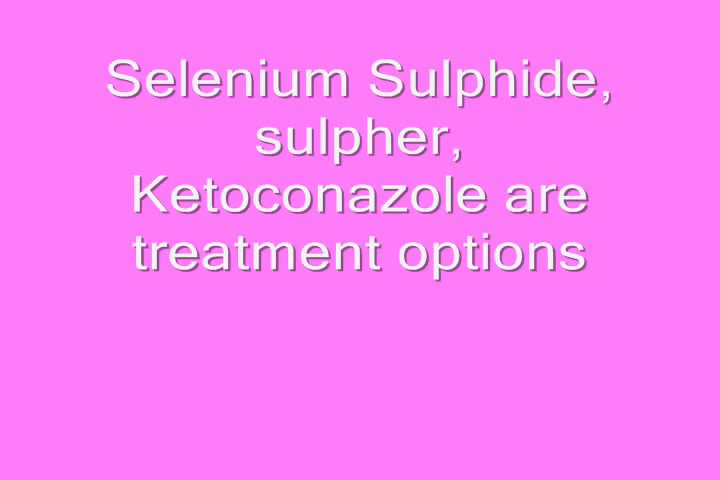 Selenium Sulphide,
sulpher,
Ketoconazole are
treatment options